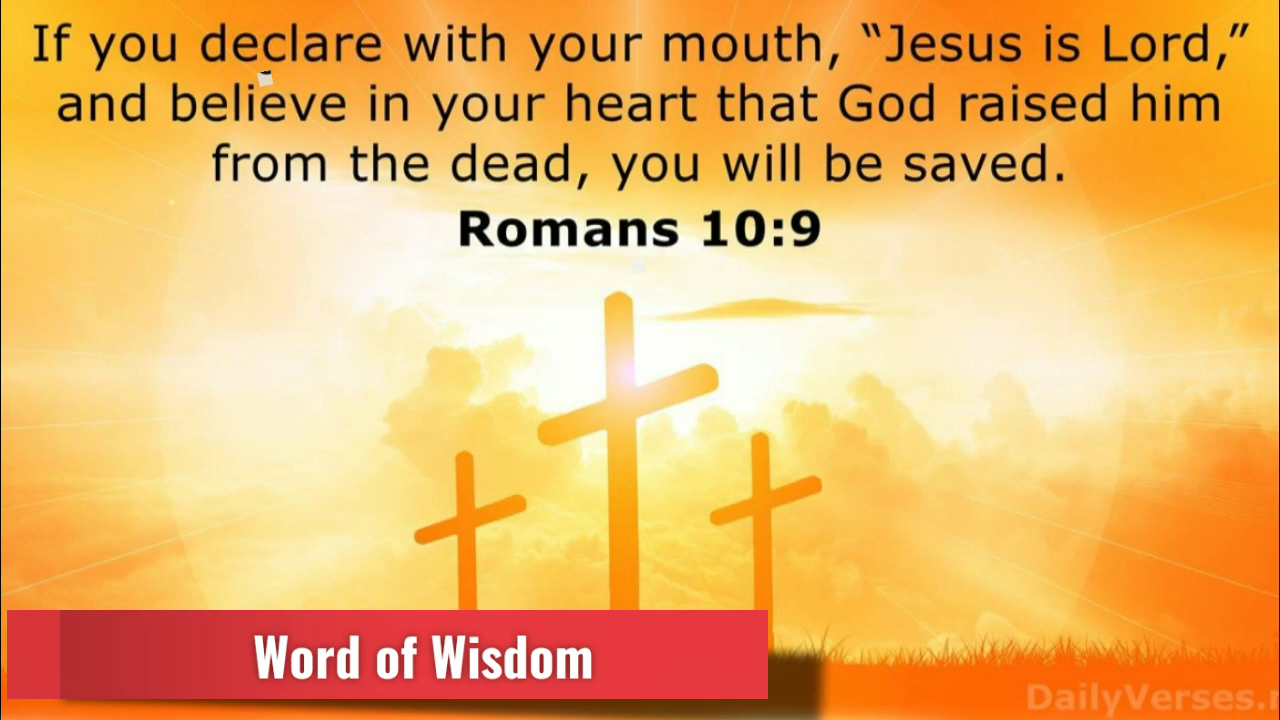 If you declare with your mouth, “Jesus is Lord,”
and believe in your heart that God raised him
from the dead, you will be saved.
Romans 10:9
Word of Wisdom
DailyVerses.n